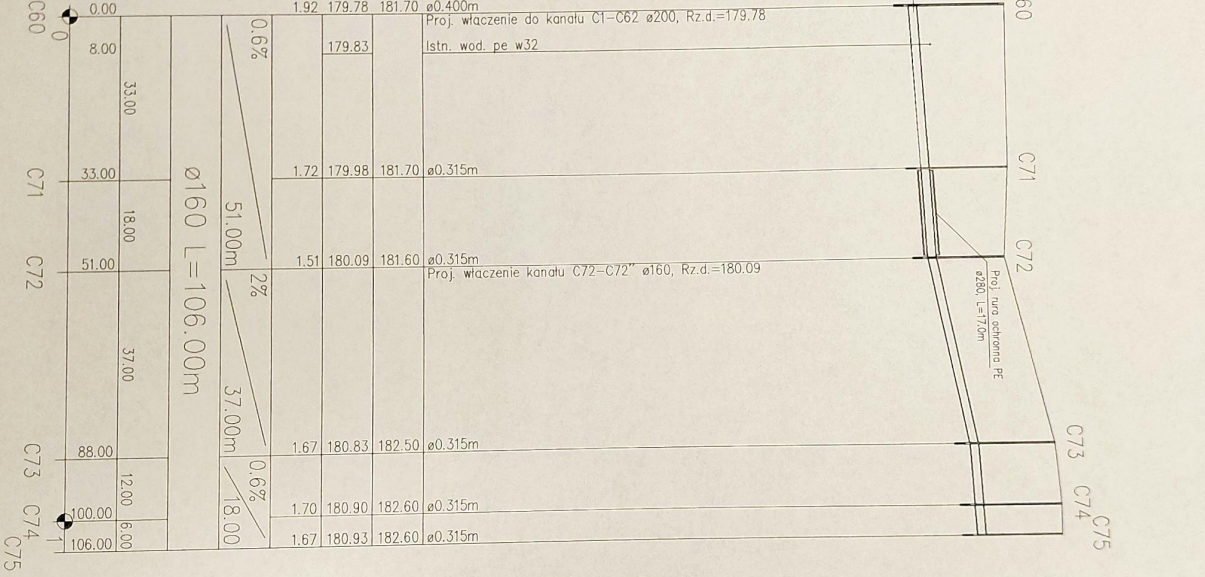 C60
0
0.00
1.92 179.78 181.70 ø0.400m
Proj. włączenie do kanału C1-C62 ø200, Rz.d.=179.78
60
8.00
179.83
Istn. wod. pe w32
0.6%
33.00
C71
33.00
1.72 179.98 181.70 ø0.315m
C71
18.00
51.00m
C72
51.00
1.51 180.09 181.60 ø0.315m
Proj. włączenie kanału C72-C72" ø160, Rz.d.=180.09
C72
Proj. rura ochronna PE
ø280, L=17.0m
ø160 L=106.00m
2%
37.00
37.00m
C73
88.00
1.67 180.83 182.50 ø0.315m
C73
0.6%
12.00
18.00
C74
100.00
1.70 180.90 182.60 ø0.315m
C74
1
6.00
C75
106.00
1.67 180.93 182.60 ø0.315m
C75